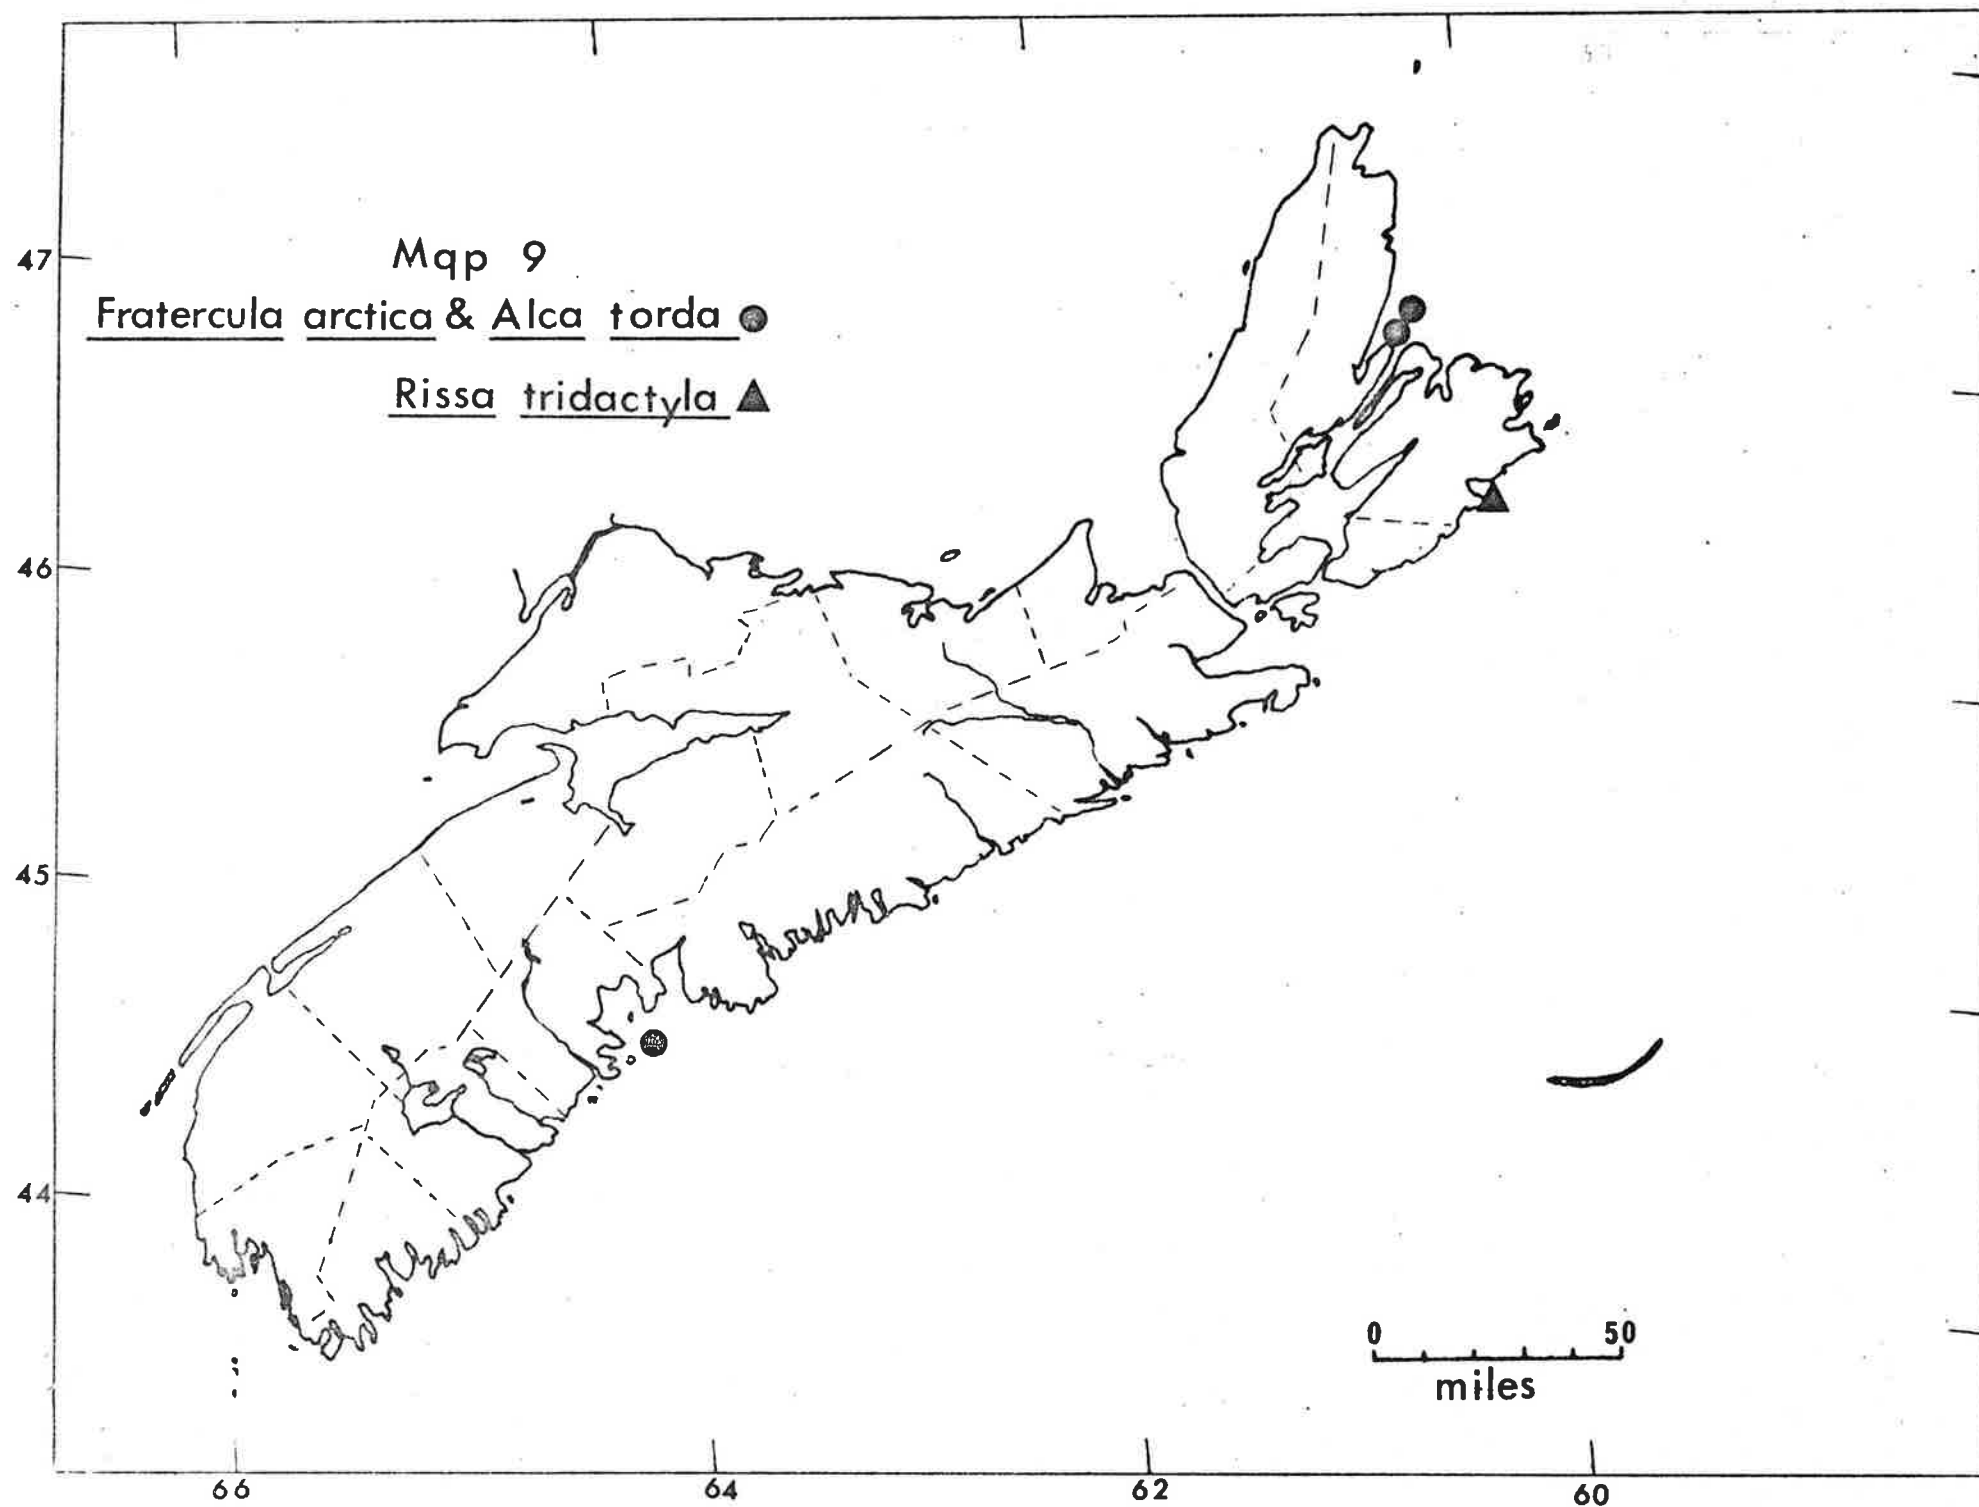 Mqp 9
Fratercula arctica & Alca torda
Rissa tridactyla
47
46
45
44
0 50
miles
66 64 62 60